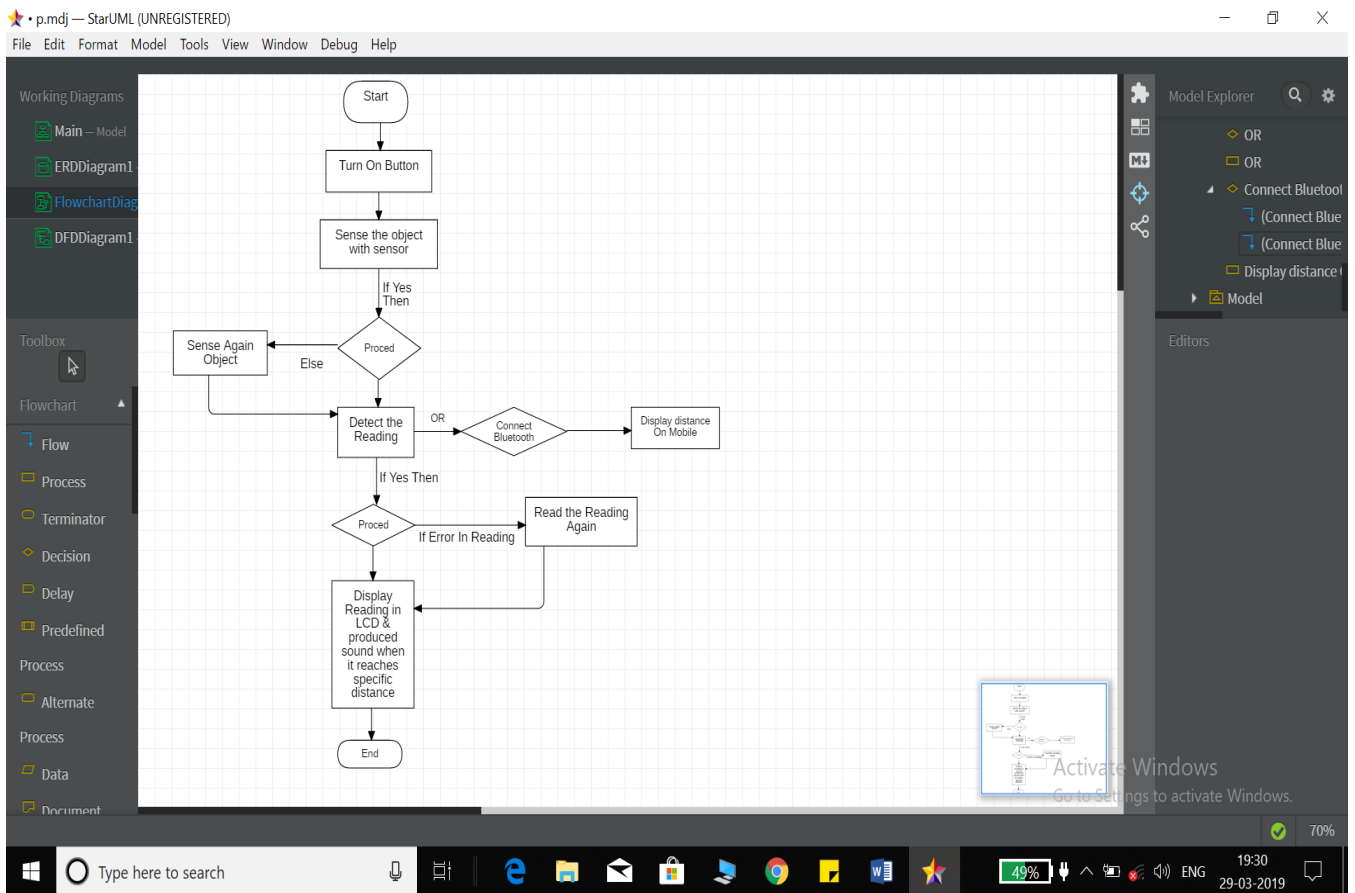 p.mdj — StarUML (UNREGISTERED)
File Edit Format Model Tools View Window Debug Help
Working Diagrams
Main — Model
ERDDiagram1
FlowchartDiag
DFDDiagram1
Toolbox
Flowchart
Flow
Process
Terminator
Decision
Delay
Predefined
Process
Alternate
Process
Data
Document
Start
Turn On Button
Sense the object
with sensor
If Yes
Then
Proced
Else
Sense Again
Object
Detect the
Reading
OR
Connect
Bluetooth
Display distance
On Mobile
If Yes Then
Proced
If Error In Reading
Read the Reading
Again
Display
Reading in
LCD &
produced
sound when
it reaches
specific
distance
End
M
Model Explorer
OR
OR
Connect Bluetoot
(Connect Blue
(Connect Blue
Display distance
Model
Editors
Activate Windows
Go to Settings to activate Windows.
70%
Type here to search
49%
ENG
19:30
29-03-2019